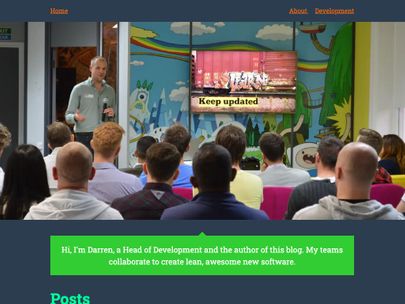 Home
About Development
Keep updated
Hi, I'm Darren, a Head of Development and the author of this blog. My teams
collaborate to create lean, awesome new software.
Posts